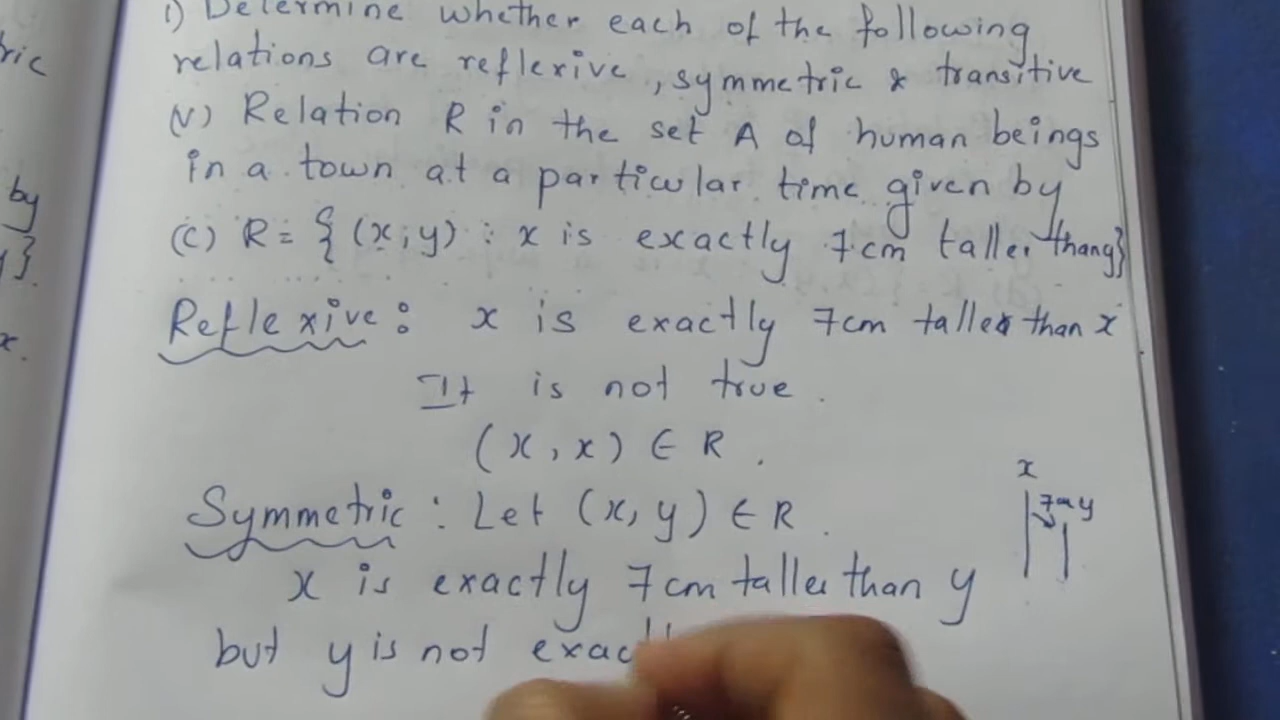 ric
by
y}.
x.
1) Determine whether each of the following
relations are reflexive, symmetric & transitive
(v) Relation R in the set A of human beings
in a town at a particular time given by
(C) R = { (x, y) : x is exactly 7cm taller than y}
Reflexive : x is exactly 7cm taller than x
It is not true.
(x, x) ∈ R.
Symmetric : Let (x, y) ∈ R.
x
7cm y
x is exactly 7cm taller than y
but y is not